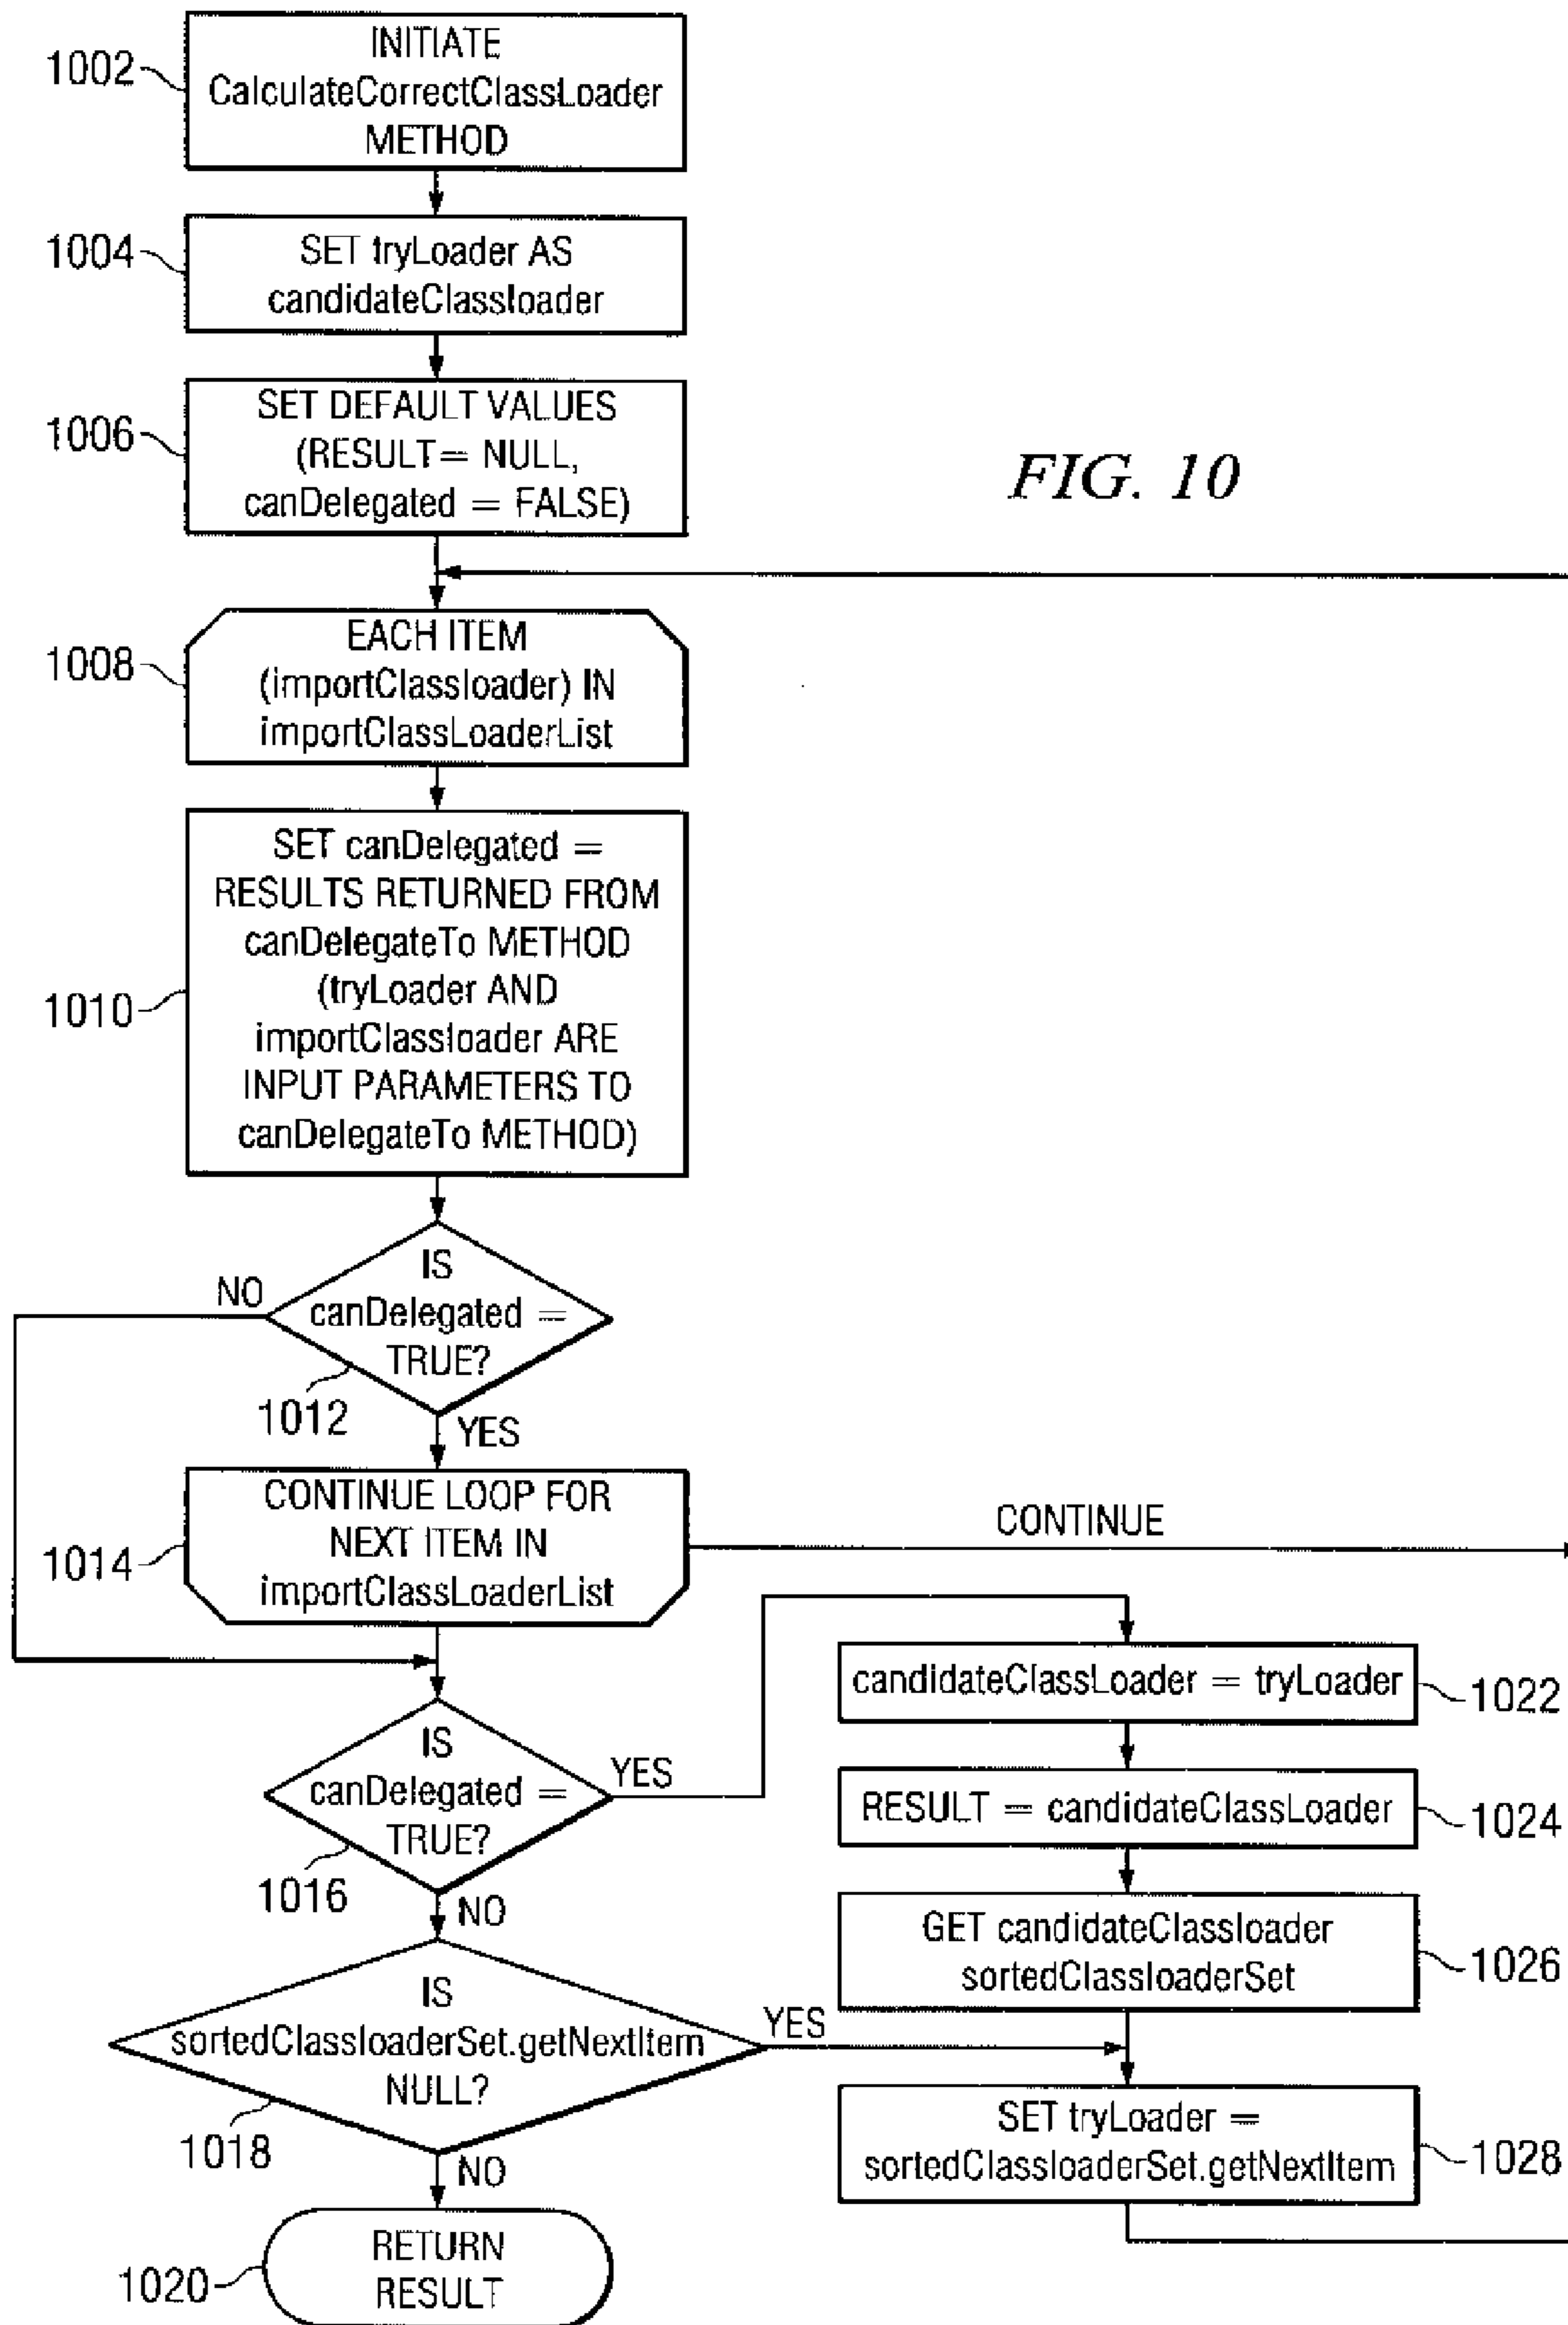 1002
INITIATE
CalculateCorrectClassLoader
METHOD
1004
SET tryLoader AS
candidateClassloader
1006
SET DEFAULT VALUES
(RESULT = NULL,
canDelegated = FALSE)
FIG. 10
1008
EACH ITEM
(importClassloader) IN
importClassLoaderList
1010
SET canDelegated =
RESULTS RETURNED FROM
canDelegateTo METHOD
(tryLoader AND
importClassloader ARE
INPUT PARAMETERS TO
canDelegateTo METHOD)
IS
canDelegated =
TRUE?
NO
1012
YES
1014
CONTINUE LOOP FOR
NEXT ITEM IN
importClassLoaderList
CONTINUE
IS
canDelegated =
TRUE?
YES
1016
NO
candidateClassLoader = tryLoader
1022
RESULT = candidateClassLoader
1024
GET candidateClassloader
sortedClassloaderSet
1026
IS
sortedClassloaderSet.getNextItem
NULL?
YES
1018
NO
SET tryLoader =
sortedClassloaderSet.getNextItem
1028
1020
RETURN
RESULT